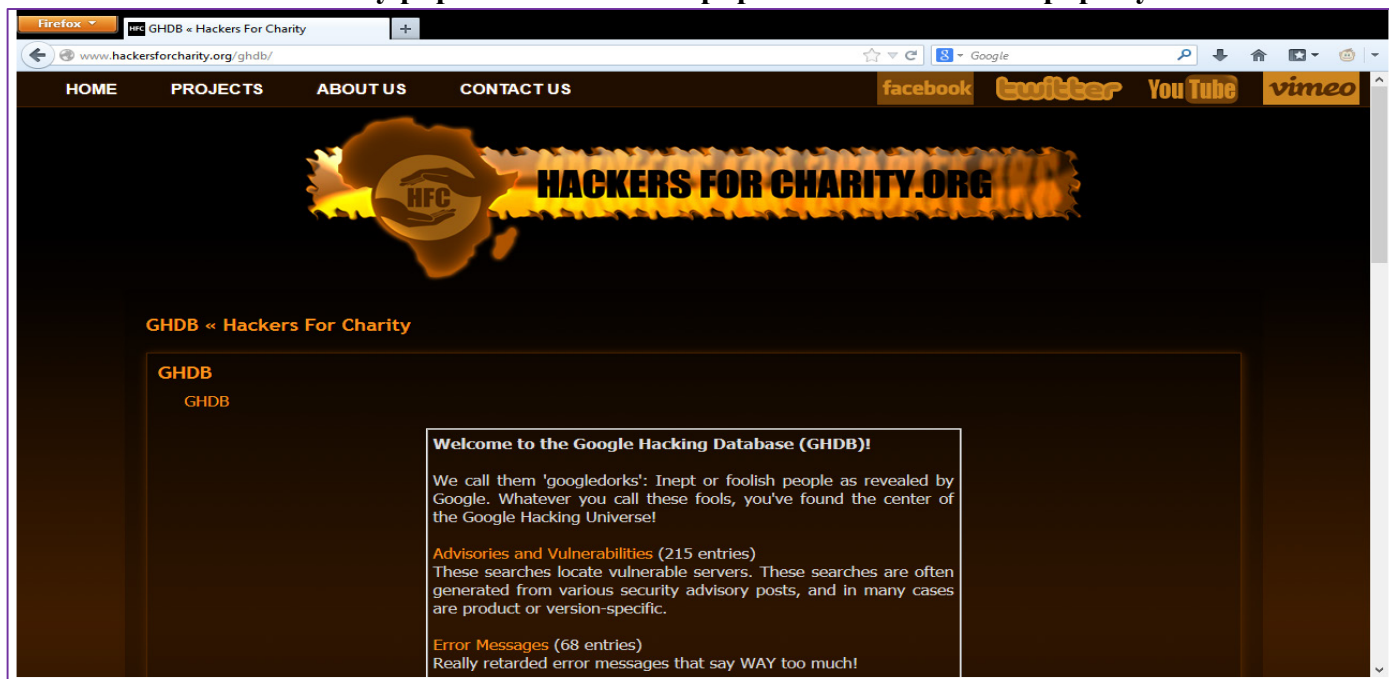 Firefox
HFC GHDB « Hackers For Charity
www.hackersforcharity.org/ghdb/
Google
HOME PROJECTS ABOUT US CONTACT US
facebook twitter You Tube vimeo
HFC
HACKERS FOR CHARITY.ORG
GHDB « Hackers For Charity
GHDB
GHDB
Welcome to the Google Hacking Database (GHDB)!
We call them 'googledorks': Inept or foolish people as revealed by
Google. Whatever you call these fools, you've found the center of
the Google Hacking Universe!
Advisories and Vulnerabilities (215 entries)
These searches locate vulnerable servers. These searches are often
generated from various security advisory posts, and in many cases
are product or version-specific.
Error Messages (68 entries)
Really retarded error messages that say WAY too much!